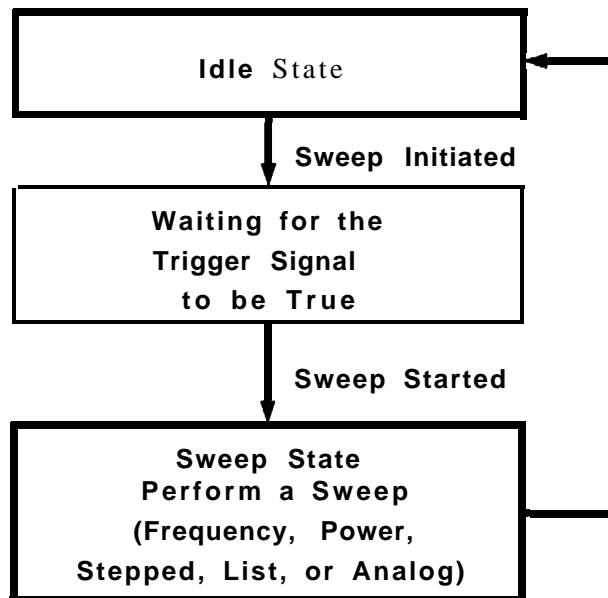 Idle State
Sweep Initiated
Waiting for the
Trigger Signal
to be True
Sweep Started
Sweep State
Perform a Sweep
(Frequency, Power,
Stepped, List, or Analog)